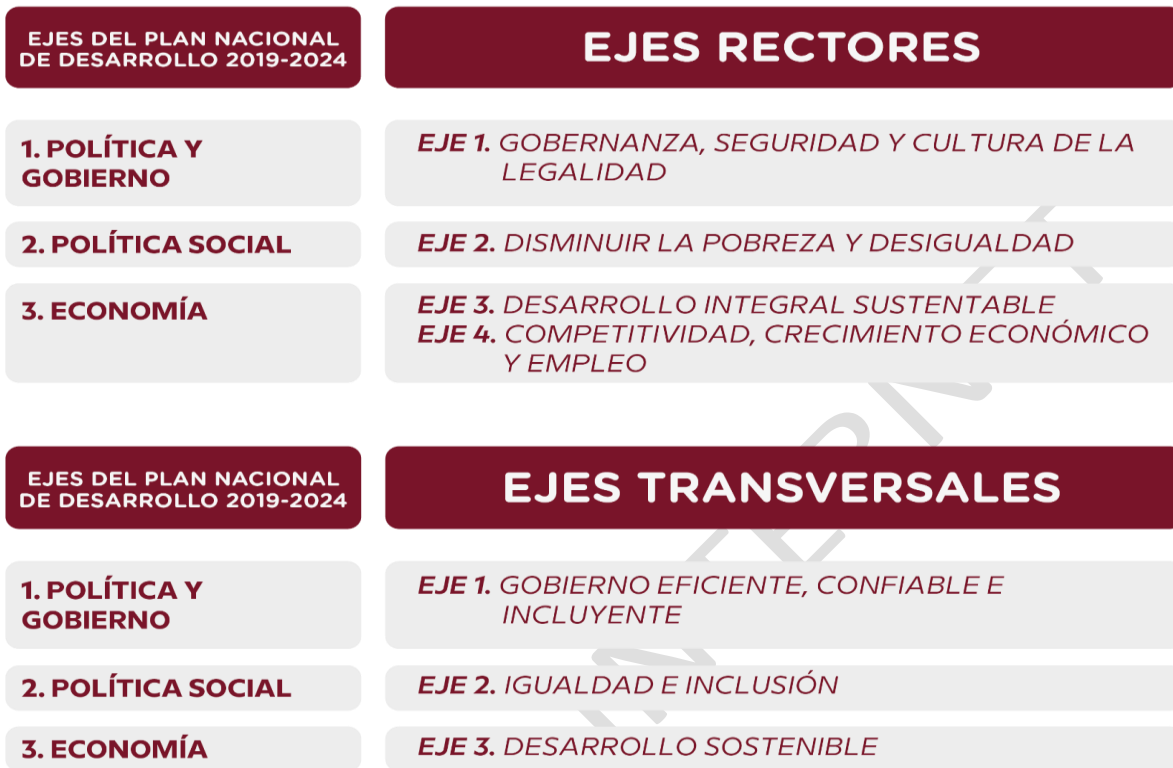 EJES DEL PLAN NACIONAL
DE DESARROLLO 2019-2024
EJES RECTORES
1. POLÍTICA Y
GOBIERNO
EJE 1. GOBERNANZA, SEGURIDAD Y CULTURA DE LA
LEGALIDAD
2. POLÍTICA SOCIAL
EJE 2. DISMINUIR LA POBREZA Y DESIGUALDAD
3. ECONOMÍA
EJE 3. DESARROLLO INTEGRAL SUSTENTABLE
EJE 4. COMPETITIVIDAD, CRECIMIENTO ECONÓMICO
Y EMPLEO
EJES DEL PLAN NACIONAL
DE DESARROLLO 2019-2024
EJES TRANSVERSALES
1. POLÍTICA Y
GOBIERNO
EJE 1. GOBIERNO EFICIENTE, CONFIABLE E
INCLUYENTE
2. POLÍTICA SOCIAL
EJE 2. IGUALDAD E INCLUSIÓN
3. ECONOMÍA
EJE 3. DESARROLLO SOSTENIBLE